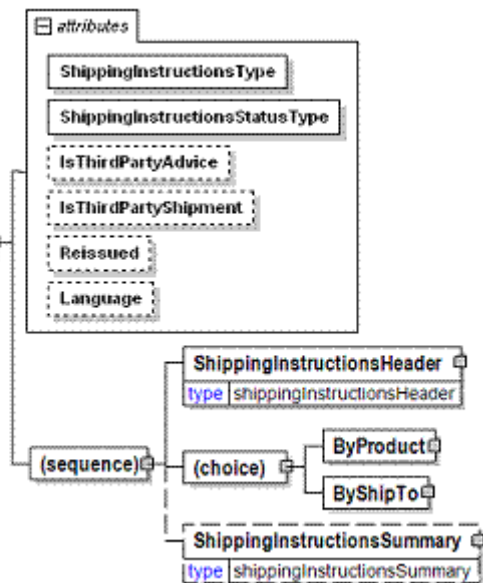 attributes
ShippingInstructionsType
ShippingInstructionsStatusType
IsThirdPartyAdvice
IsThirdPartyShipment
Reissued
Language
ShippingInstructionsHeader
type shippingInstructionsHeader
(sequence)
(choice)
ByProduct
ByShipTo
ShippingInstructionsSummary
type shippingInstructionsSummary